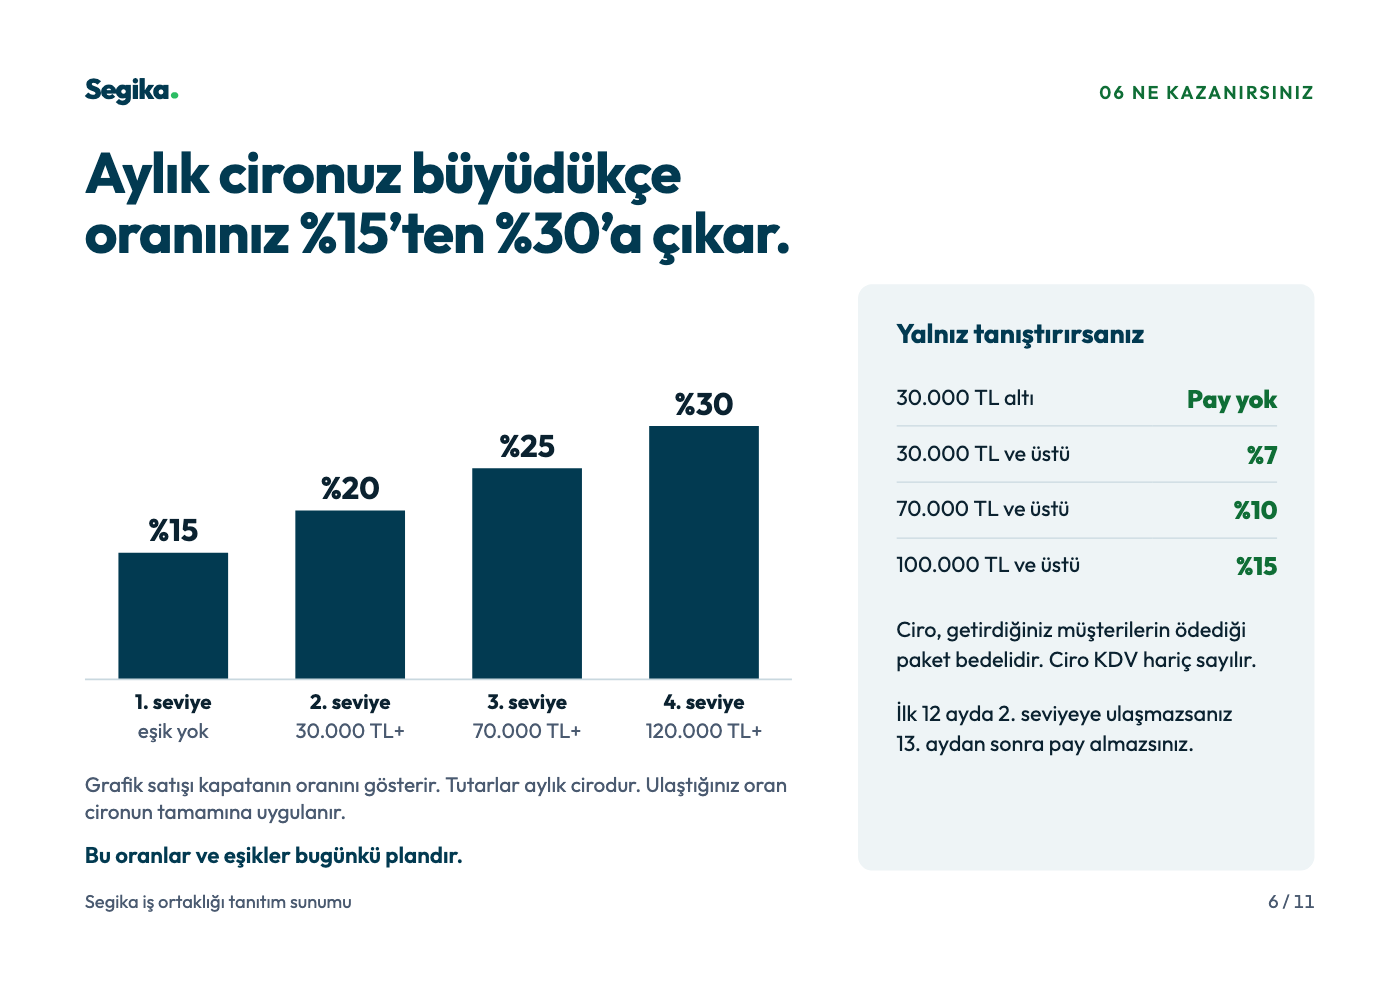 Segika.
06 NE KAZANIRSINIZ
Aylık cironuz büyüdükçe
oranınız %15’ten %30’a çıkar.
%15
%20
%25
%30
1. seviye
eşik yok
2. seviye
30.000 TL+
3. seviye
70.000 TL+
4. seviye
120.000 TL+
Grafik satışı kapatanın oranını gösterir. Tutarlar aylık cirodur. Ulaştığınız oran
cironun tamamına uygulanır.
Bu oranlar ve eşikler bugünkü plandır.
Yalnız tanıştırırsanız
30.000 TL altı Pay yok
30.000 TL ve üstü %7
70.000 TL ve üstü %10
100.000 TL ve üstü %15
Ciro, getirdiğiniz müşterilerin ödediği
paket bedelidir. Ciro KDV hariç sayılır.
İlk 12 ayda 2. seviyeye ulaşmazsanız
13. aydan sonra pay almazsınız.
Segika iş ortaklığı tanıtım sunumu
6 / 11